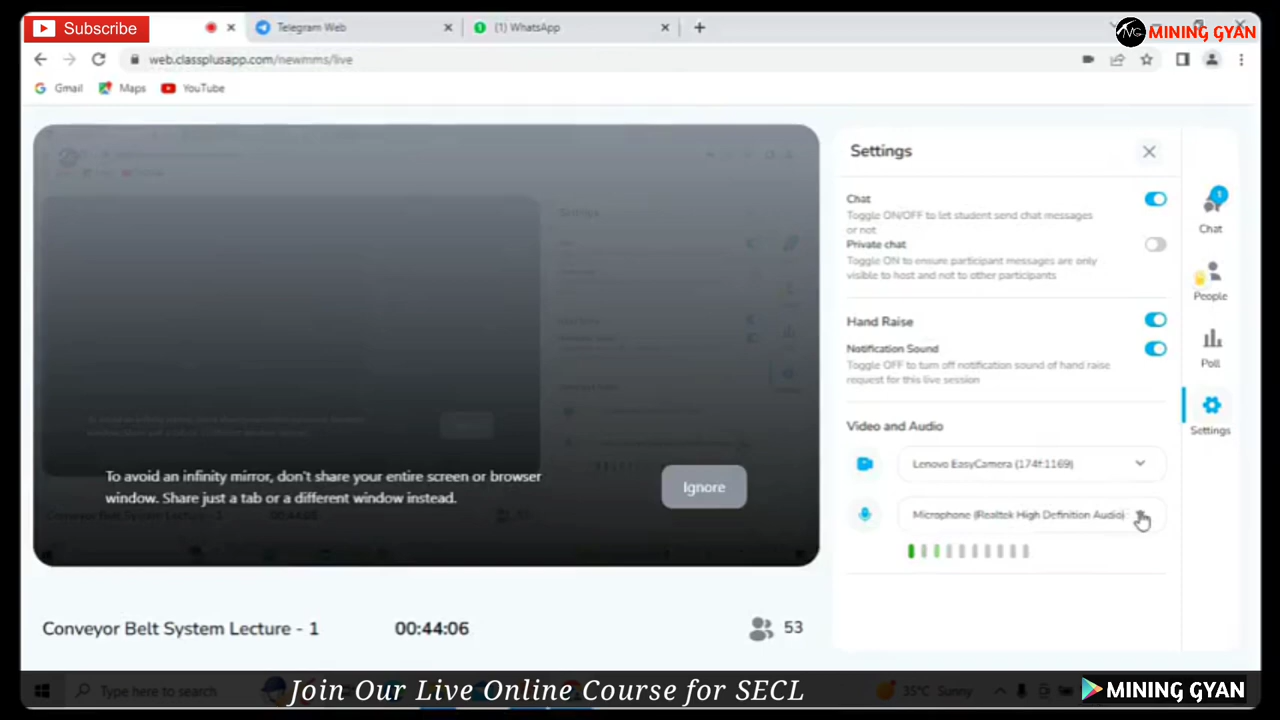 Subscribe
Telegram Web
(1) WhatsApp
MINING GYAN
web.classplusapp.com/newmms/live
Gmail
Maps
YouTube
Settings
Chat
Toggle ON/OFF to let student send chat messages
or not
Private chat
Toggle ON to ensure participant messages are only
visible to host and not to other participants
Hand Raise
Notification Sound
Toggle OFF to turn off notification sound of hand raise
request for this live session
Video and Audio
Lenovo EasyCamera (174f:1169)
Microphone (Realtek High Definition Audio)
1
Chat
People
Poll
Settings
To avoid an infinity mirror, don't share your entire screen or browser
window. Share just a tab or a different window instead.
Ignore
Conveyor Belt System Lecture - 1
00:44:06
53
Type here to search
Join Our Live Online Course for SECL
35°C Sunny
MINING GYAN